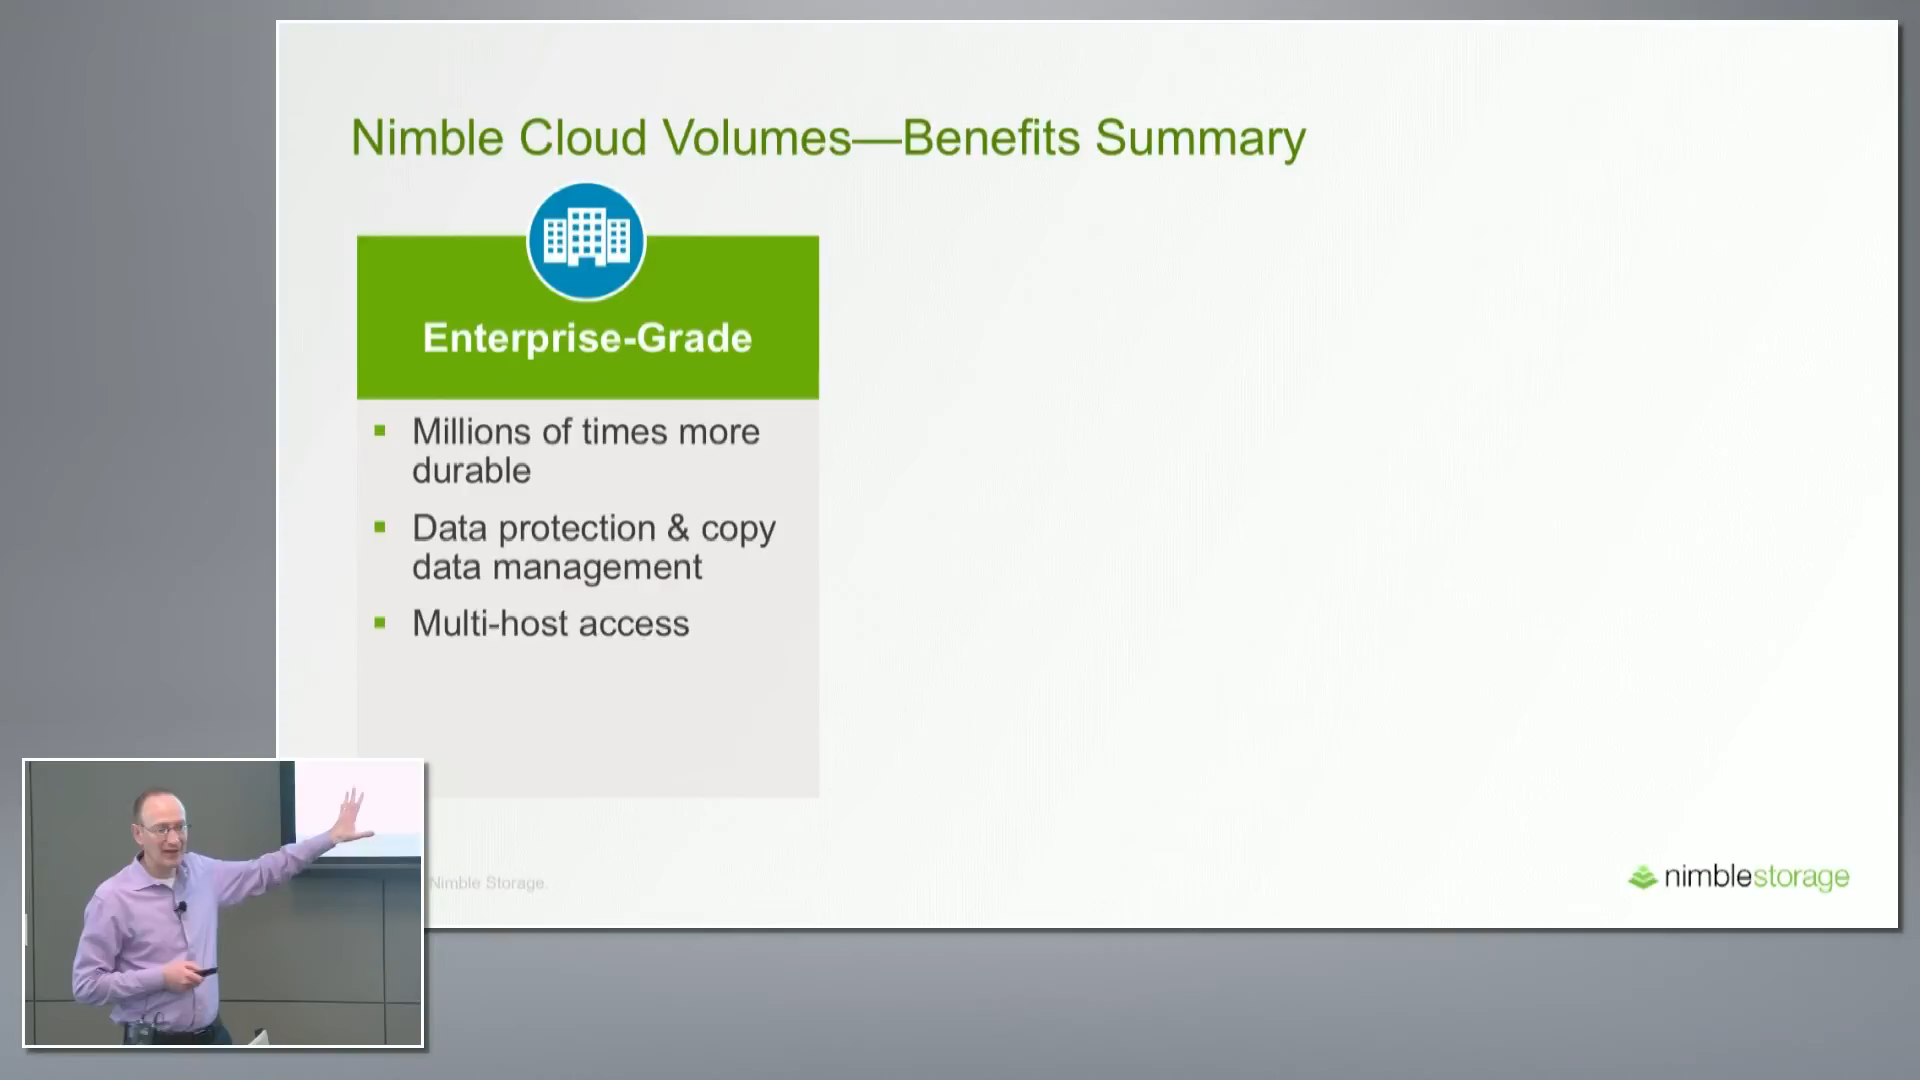 Nimble Cloud Volumes—Benefits Summary
Enterprise-Grade
Millions of times more
durable
Data protection & copy
data management
Multi-host access
Nimble Storage.
nimblestorage